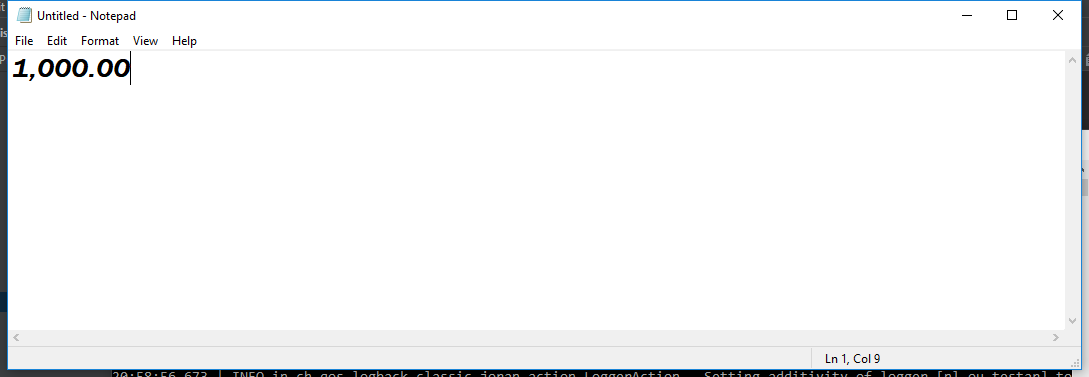 Untitled - Notepad
File Edit Format View Help
1,000.00
Ln 1, Col 9
20:58:56,673 | INFO in ch.qos.logback.classic.joran.action.LoggerAction - Setting additivity of logger [nl.ou.testar] to